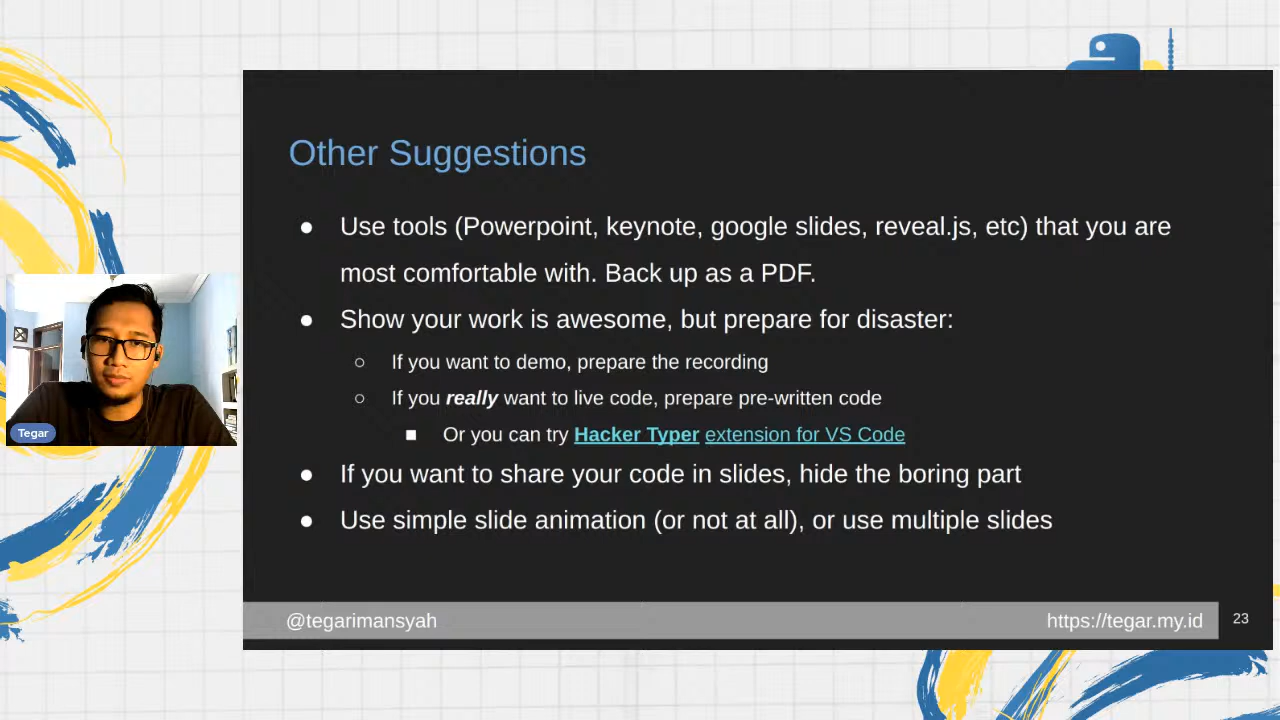 Other Suggestions
● Use tools (Powerpoint, keynote, google slides, reveal.js, etc) that you are
most comfortable with. Back up as a PDF.
● Show your work is awesome, but prepare for disaster:
○ If you want to demo, prepare the recording
○ If you really want to live code, prepare pre-written code
■ Or you can try Hacker Typer extension for VS Code
● If you want to share your code in slides, hide the boring part
● Use simple slide animation (or not at all), or use multiple slides
Tegar
@tegarimansyah https://tegar.my.id 23